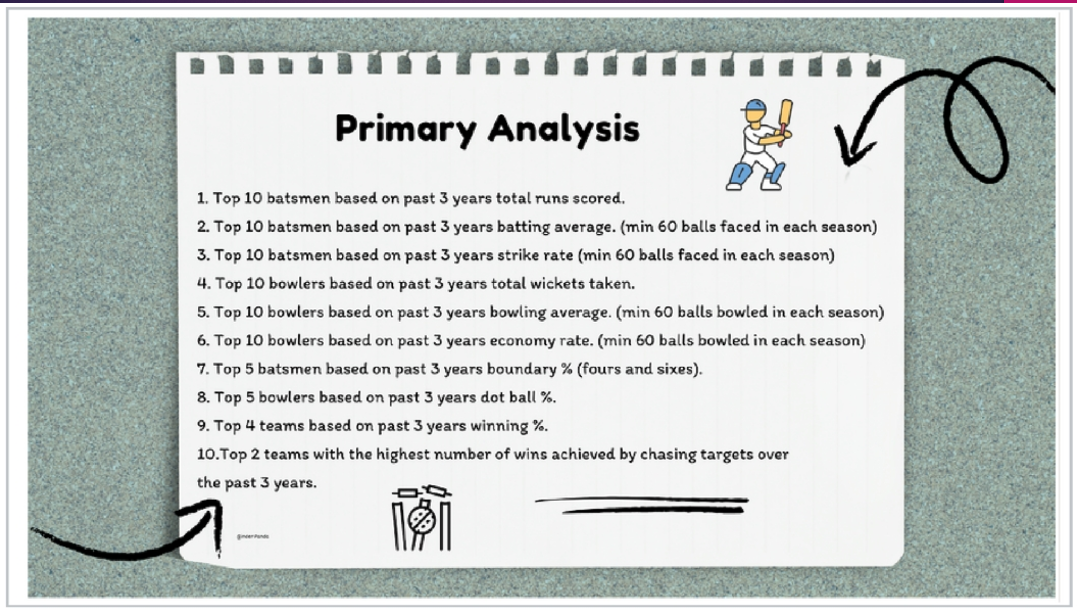 Primary Analysis
1. Top 10 batsmen based on past 3 years total runs scored.
2. Top 10 batsmen based on past 3 years batting average. (min 60 balls faced in each season)
3. Top 10 batsmen based on past 3 years strike rate (min 60 balls faced in each season)
4. Top 10 bowlers based on past 3 years total wickets taken.
5. Top 10 bowlers based on past 3 years bowling average. (min 60 balls bowled in each season)
6. Top 10 bowlers based on past 3 years economy rate. (min 60 balls bowled in each season)
7. Top 5 batsmen based on past 3 years boundary % (fours and sixes).
8. Top 5 bowlers based on past 3 years dot ball %.
9. Top 4 teams based on past 3 years winning %.
10.Top 2 teams with the highest number of wins achieved by chasing targets over
the past 3 years.